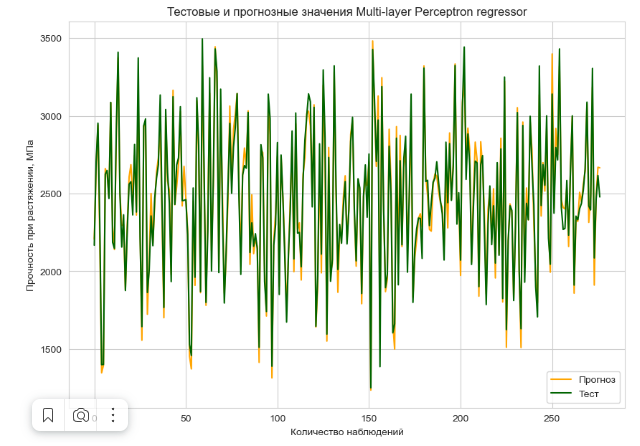 Тестовые и прогнозные значения Multi-layer Perceptron regressor
Прочность при растяжении, МПа
3500
3000
2500
2000
1500
0
50
100
150
200
250
Количество наблюдений
Прогноз
Тест